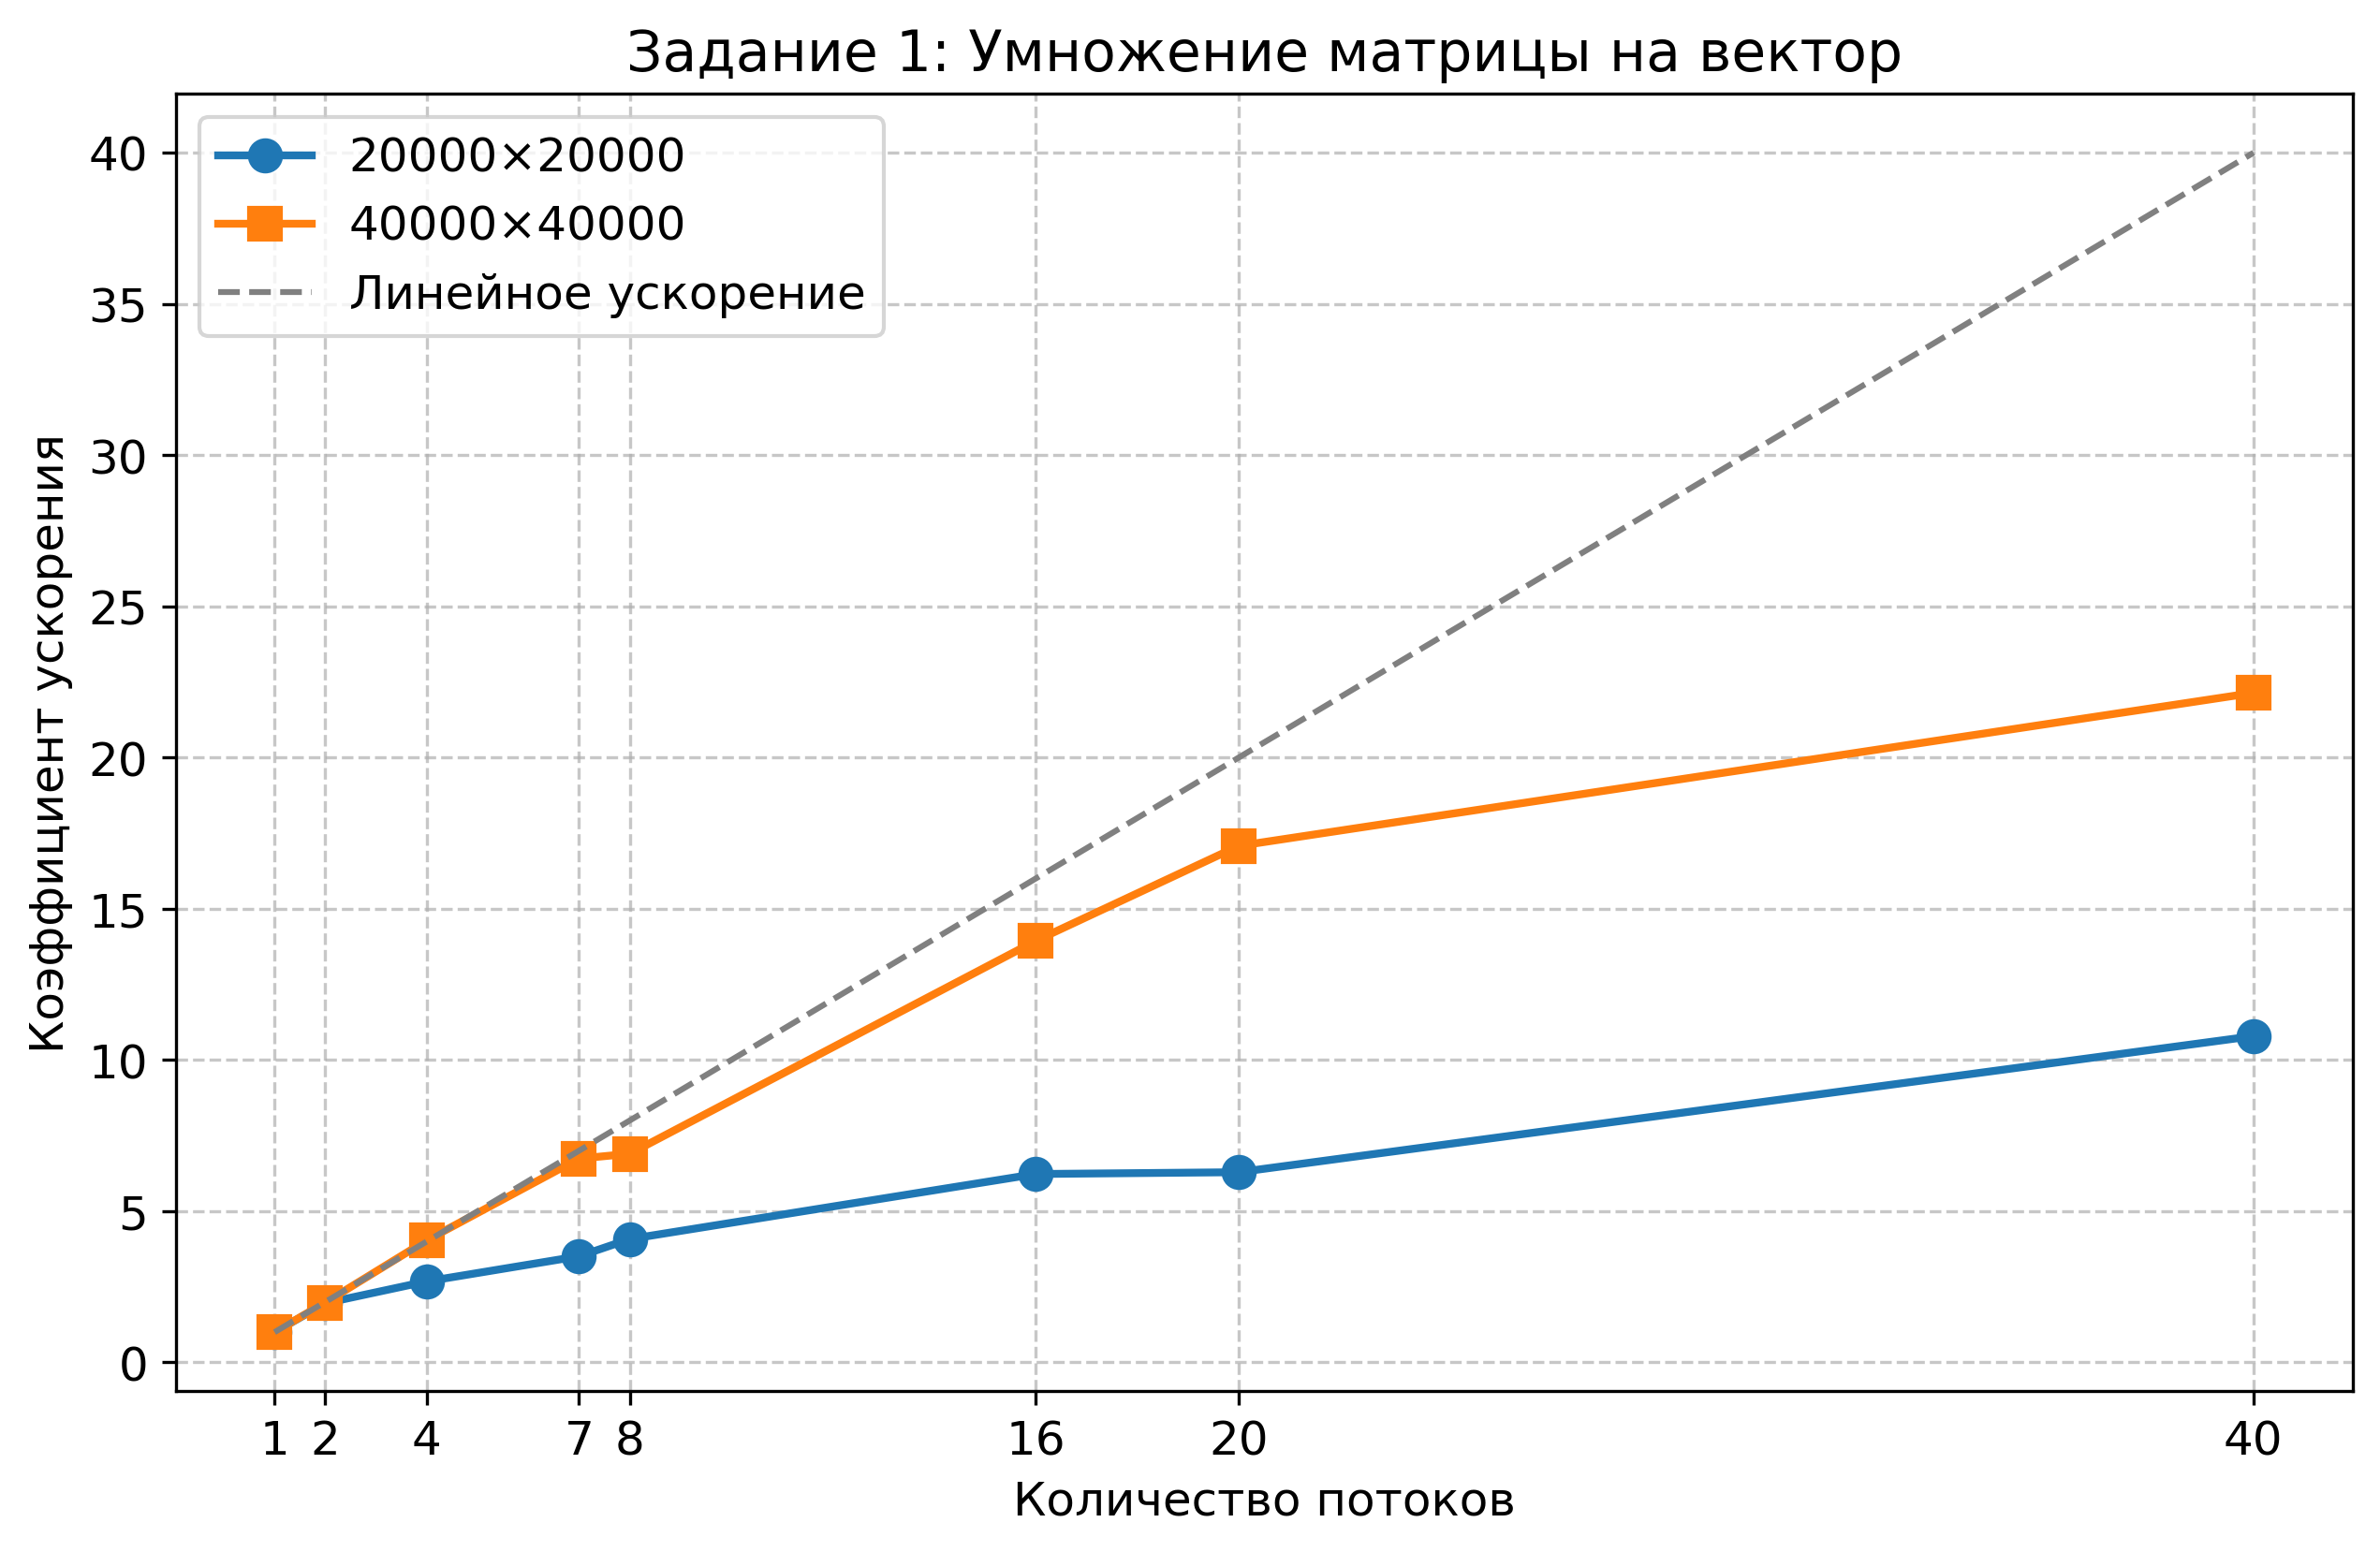 Задание 1: Умножение матрицы на вектор
20000×20000
40000×40000
Линейное ускорение
Коэффициент ускорения
40
35
30
25
20
15
10
5
0
1 2 4 7 8 16 20 40
Количество потоков